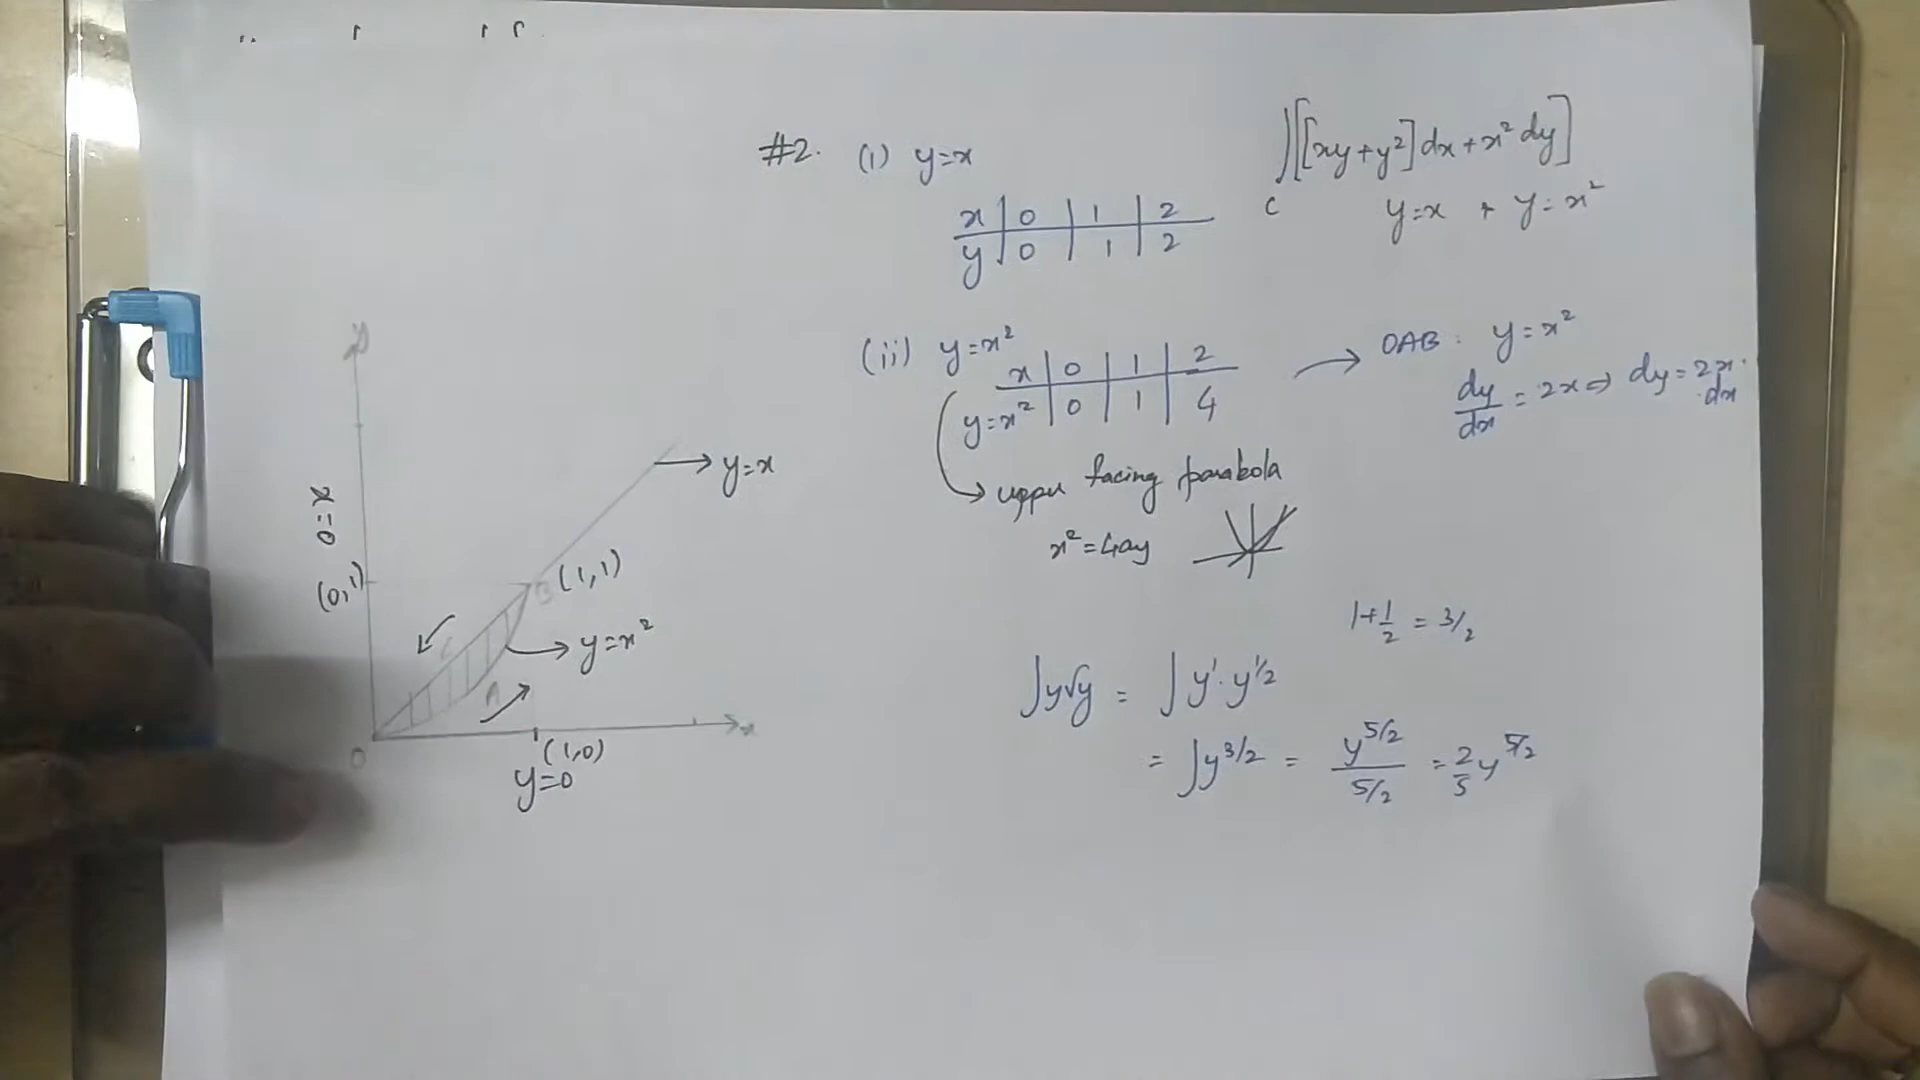 #2. (i) y=x
x | 0 | 1 | 2
y | 0 | 1 | 2
∫[[xy+y²]dx+x²dy]
C
y=x + y=x²
(ii) y=x²
x | 0 | 1 | 2
y=x² | 0 | 1 | 4
→ OAB: y=x²
dy/dx = 2x ⇒ dy=2x.dx
→ upper facing parabola
x²=4ay
y
x=0
(0,1)
→ y=x
B (1,1)
→ y=x²
C
A
O
x
(1,0)
y=0
1+1/2 = 3/2
∫y√y = ∫y¹.y^1/2
= ∫y^3/2 = y^5/2 / 5/2 = 2/5 y^5/2